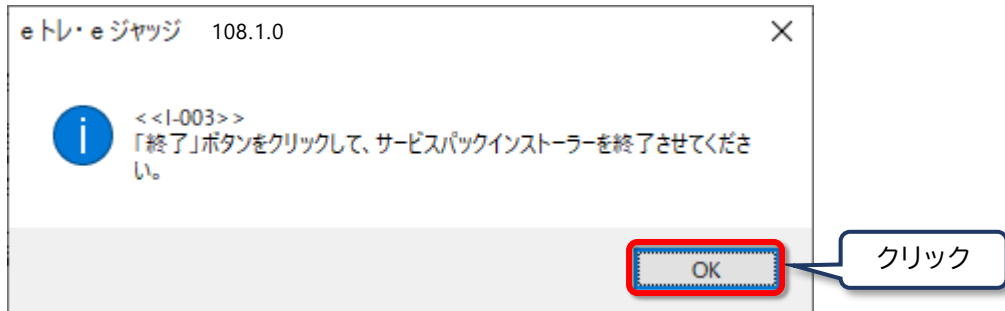 eトレ・eジャッジ 108.1.0
<<I-003>>
「終了」ボタンをクリックして、サービスパックインストーラーを終了させてくださ
い。
OK
クリック